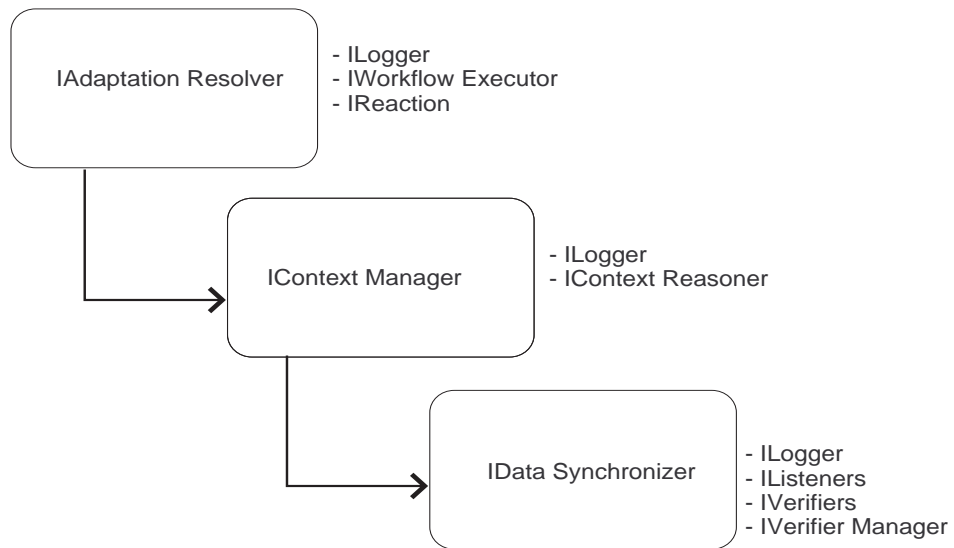 IAdaptation Resolver
- ILogger
- IWorkflow Executor
- IReaction
IContext Manager
- ILogger
- IContext Reasoner
IData Synchronizer
- ILogger
- IListeners
- IVerifiers
- IVerifier Manager